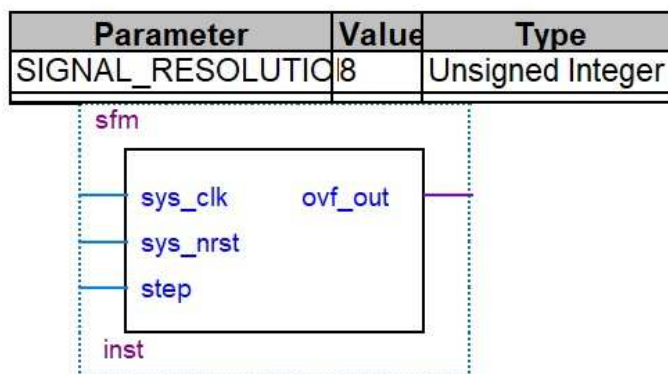 Parameter Value Type
SIGNAL_RESOLUTIO 8 Unsigned Integer
sfm
sys_clk ovf_out
sys_nrst
step
inst